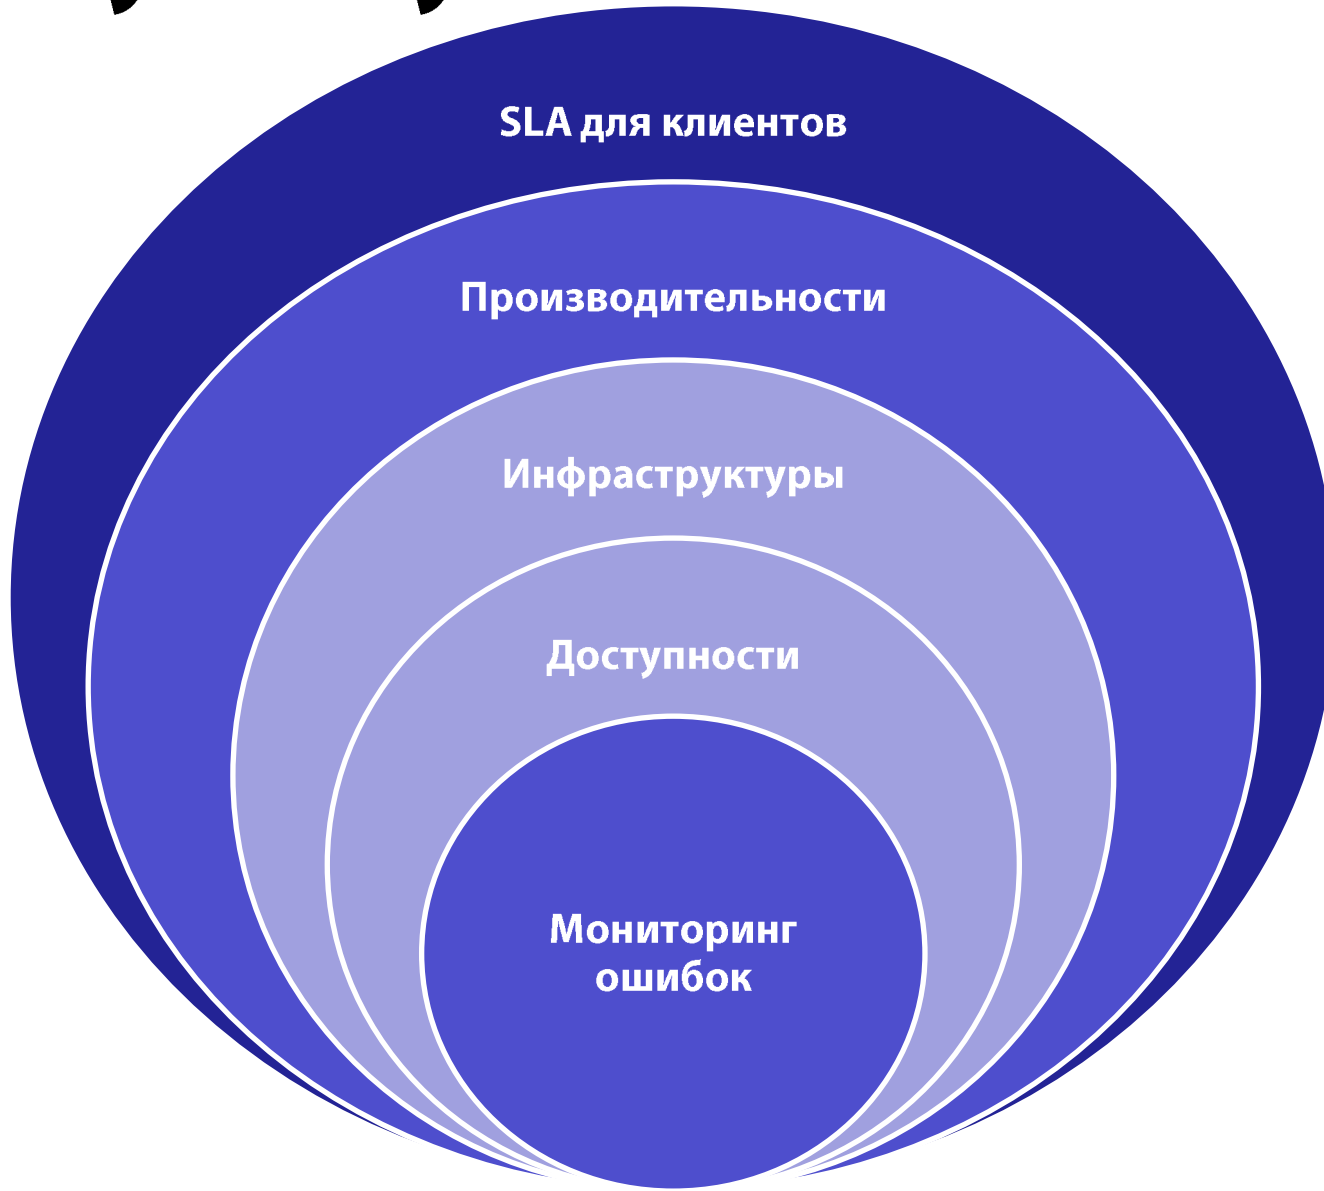 SLA для клиентов
Производительности
Инфраструктуры
Доступности
Мониторинг
ошибок